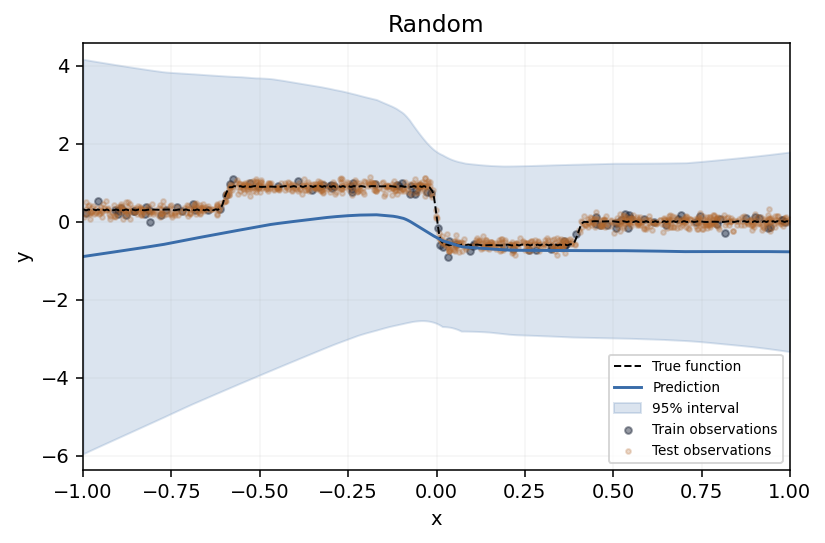 Random
4
2
0
−2
−4
−6
y
−1.00 −0.75 −0.50 −0.25 0.00 0.25 0.50 0.75 1.00
x
True function
Prediction
95% interval
Train observations
Test observations